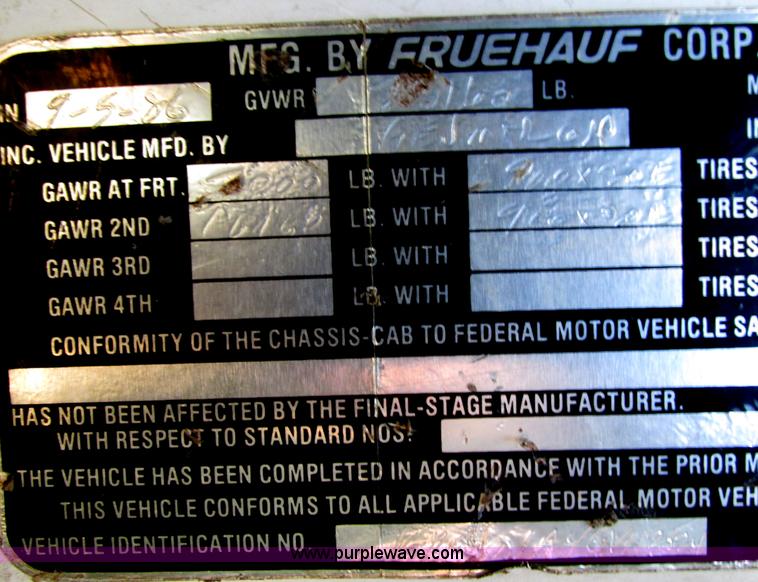 MFG. BY FRUEHAUF CORP.
IN 9-5-86 GVWR LB.
INC. VEHICLE MFD. BY
GAWR AT FRT. LB. WITH 900x20E TIRES
GAWR 2ND LB. WITH 900x20E TIRES
GAWR 3RD LB. WITH TIRES
GAWR 4TH LB. WITH TIRES
CONFORMITY OF THE CHASSIS-CAB TO FEDERAL MOTOR VEHICLE SA
HAS NOT BEEN AFFECTED BY THE FINAL-STAGE MANUFACTURER.
WITH RESPECT TO STANDARD NOS:
THE VEHICLE HAS BEEN COMPLETED IN ACCORDANCE WITH THE PRIOR M
THIS VEHICLE CONFORMS TO ALL APPLICABLE FEDERAL MOTOR VEH
VEHICLE IDENTIFICATION NO
www.purplewave.com